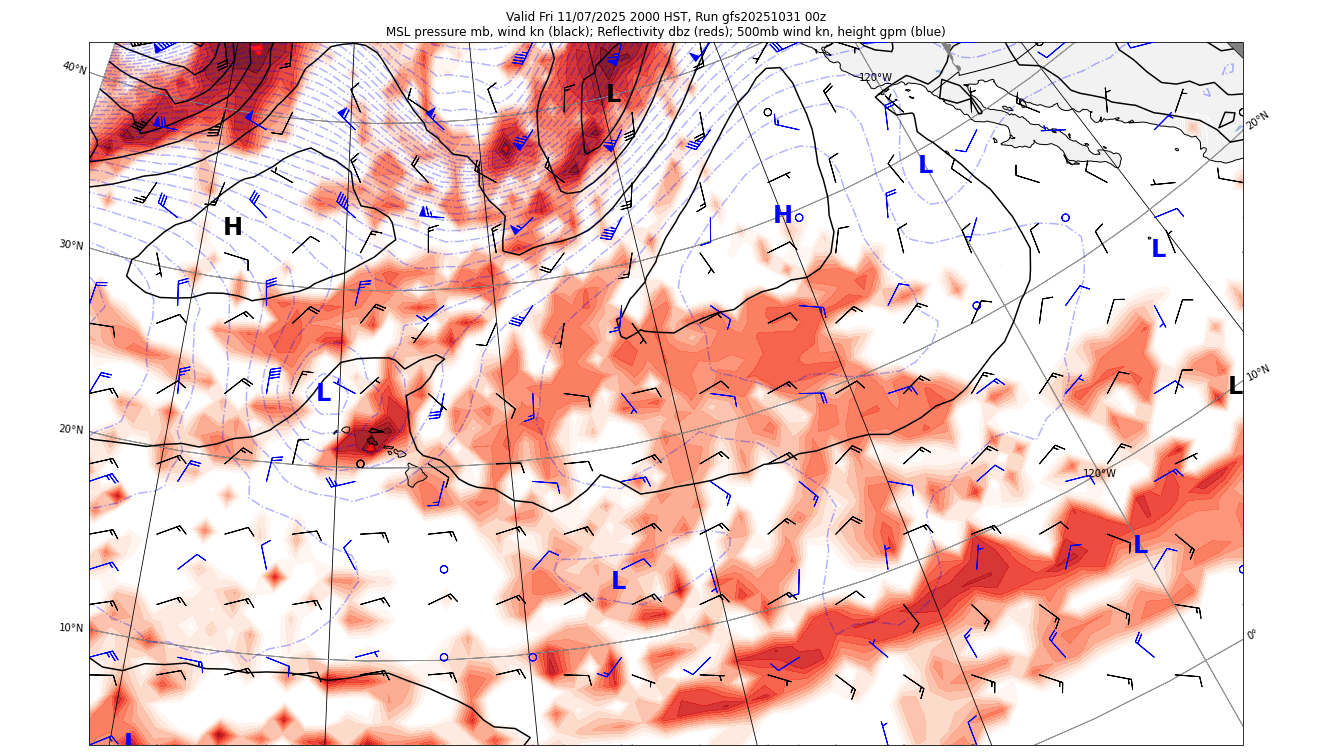 Valid Fri 11/07/2025 2000 HST, Run gfs20251031 00z
MSL pressure mb, wind kn (black); Reflectivity dbz (reds); 500mb wind kn, height gpm (blue)
40°N
120°W
L
20°N
L
H
H
30°N
L
10°N
L
L
20°N
120°W
L
L
10°N
0°
L